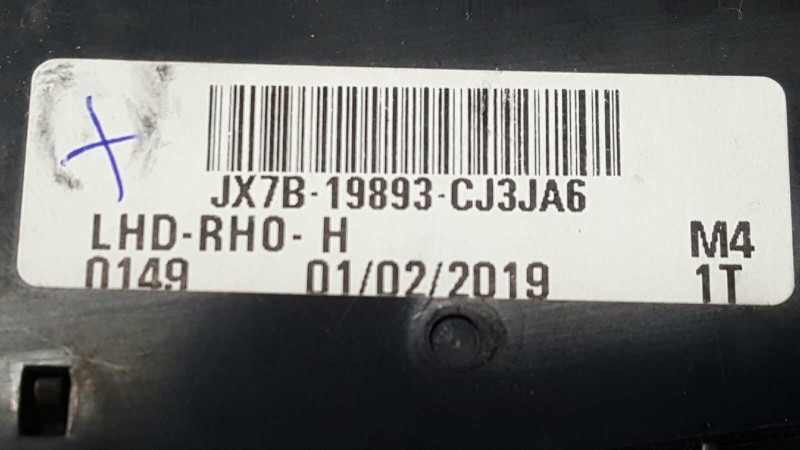 JX7B-19893-CJ3JA6
LHD-RHO- H M4
0149 01/02/2019 1T